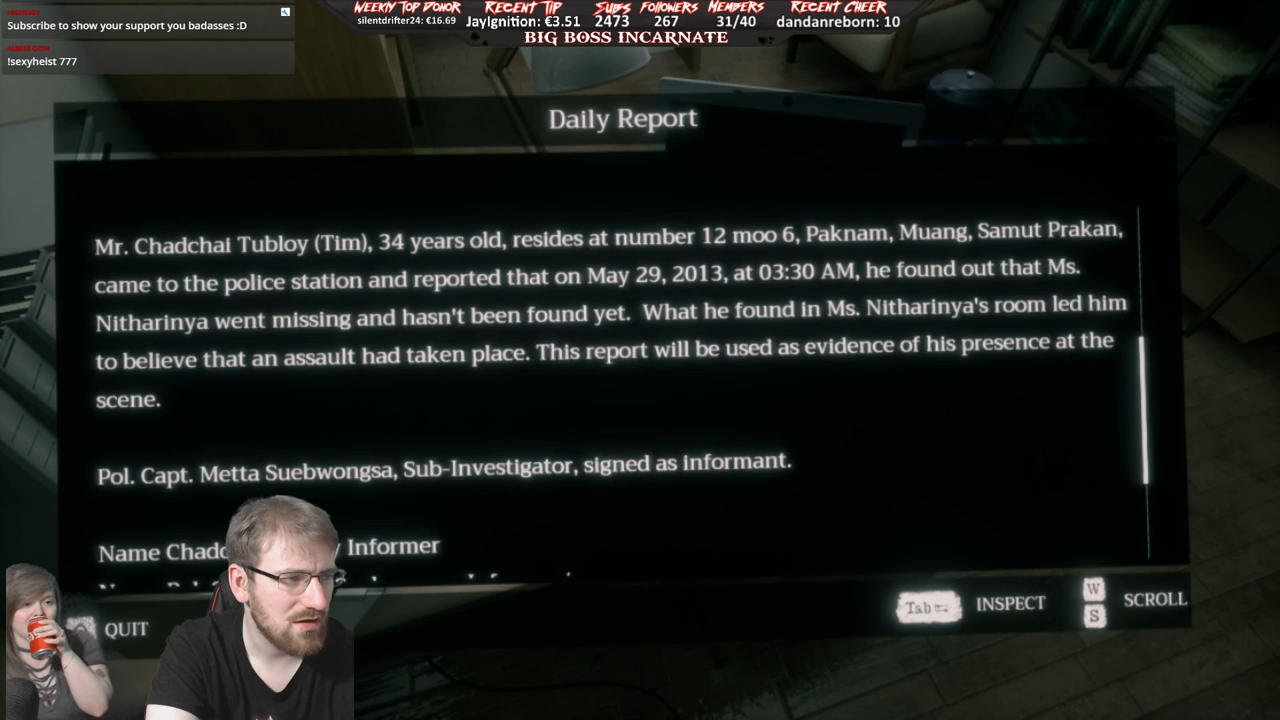 Subscribe to show your support you badasses :D
!sexyheist 777
WEEKLY TOP DONOR
silentdrifter24: €16.69
RECENT TIP
JayIgnition: €3.51
SUBS
2473
FOLLOWERS
267
MEMBERS
31/40
RECENT CHEER
dandanreborn: 10
BIG BOSS INCARNATE
Daily Report
Mr. Chadchai Tubloy (Tim), 34 years old, resides at number 12 moo 6, Paknam, Muang, Samut Prakan,
came to the police station and reported that on May 29, 2013, at 03:30 AM, he found out that Ms.
Nitharinya went missing and hasn't been found yet. What he found in Ms. Nitharinya's room led him
to believe that an assault had taken place. This report will be used as evidence of his presence at the
scene.
Pol. Capt. Metta Suebwongsa, Sub-Investigator, signed as informant.
Name Informer
QUIT
Tab INSPECT
W
S
SCROLL